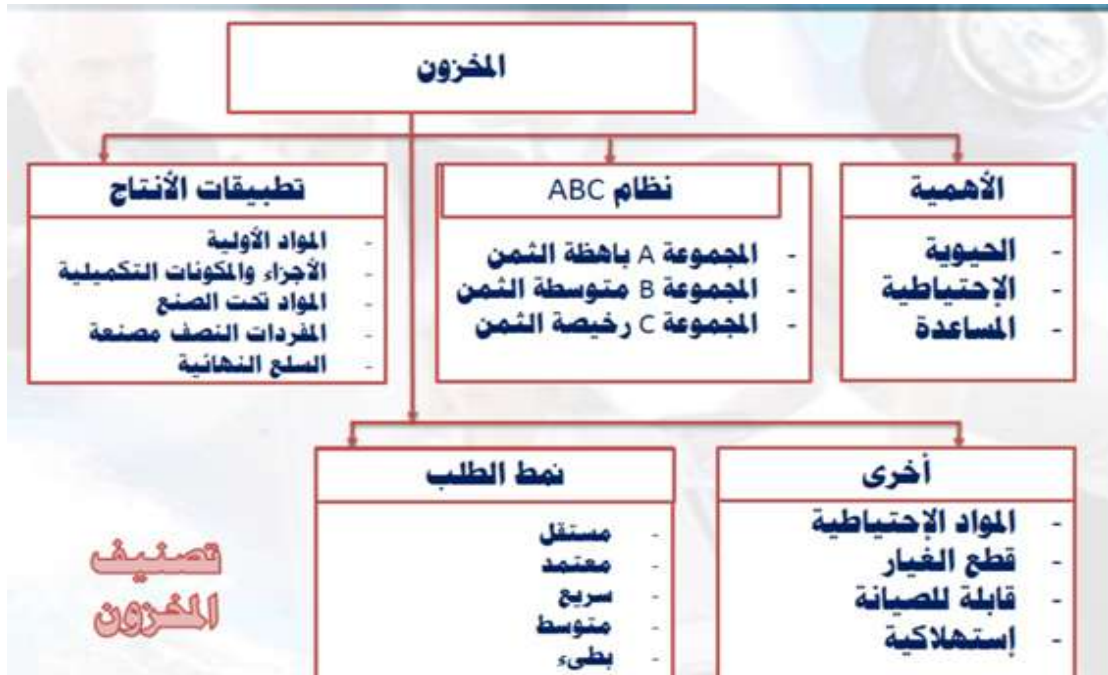 المخزون
الأهمية
- الحيوية
- الإحتياطية
- المساعدة
نظام ABC
- المجموعة A باهظة الثمن
- المجموعة B متوسطة الثمن
- المجموعة C رخيصة الثمن
تطبيقات الأنتاج
- المواد الأولية
- الأجزاء والمكونات التكميلية
- المواد تحت الصنع
- المفردات النصف مصنعة
- السلع النهائية
أخرى
- المواد الإحتياطية
- قطع الغيار
- قابلة للصيانة
- إستهلاكية
نمط الطلب
- مستقل
- معتمد
- سريع
- متوسط
- بطىء
تصنيف
المخزون